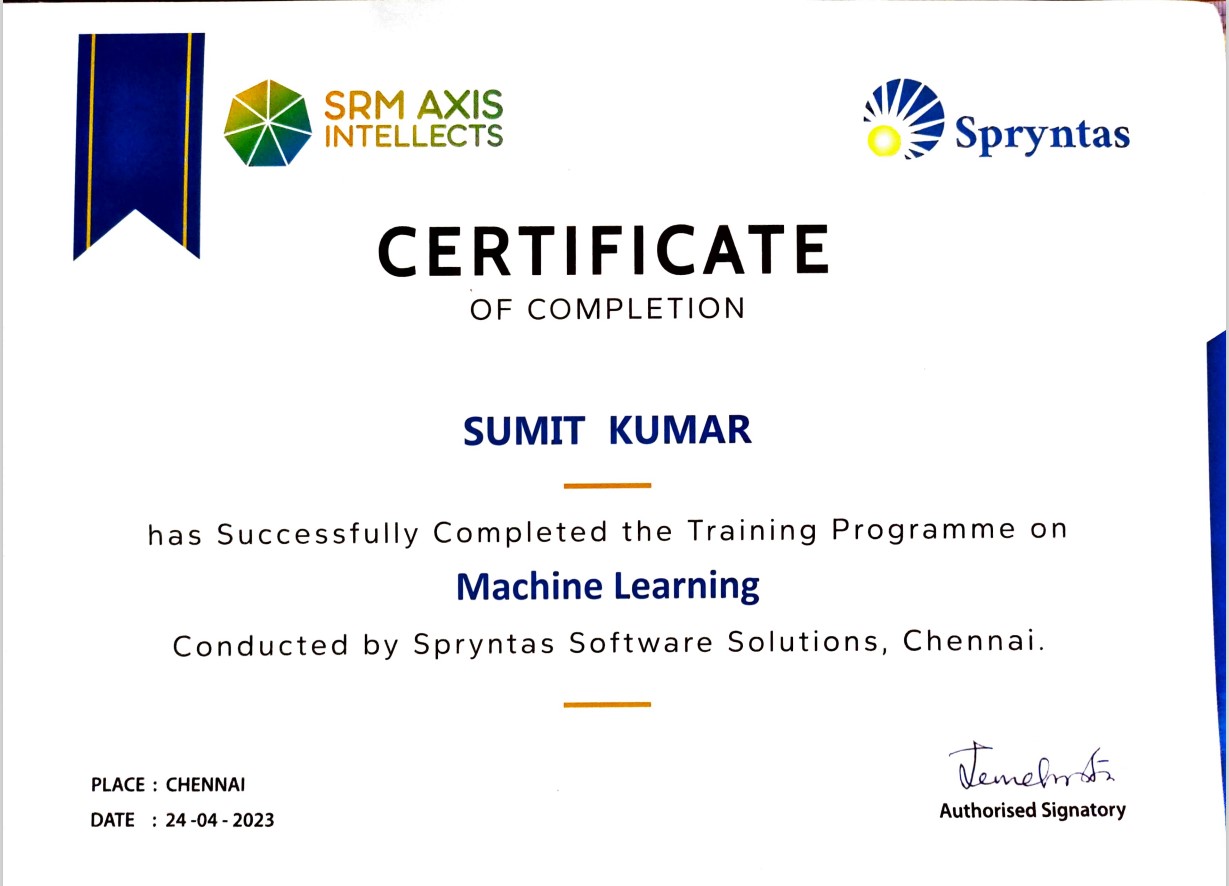 SRM AXIS
INTELLECTS
Spryntas
CERTIFICATE
OF COMPLETION
SUMIT KUMAR
has Successfully Completed the Training Programme on
Machine Learning
Conducted by Spryntas Software Solutions, Chennai.
PLACE : CHENNAI
DATE : 24 -04 - 2023
Authorised Signatory